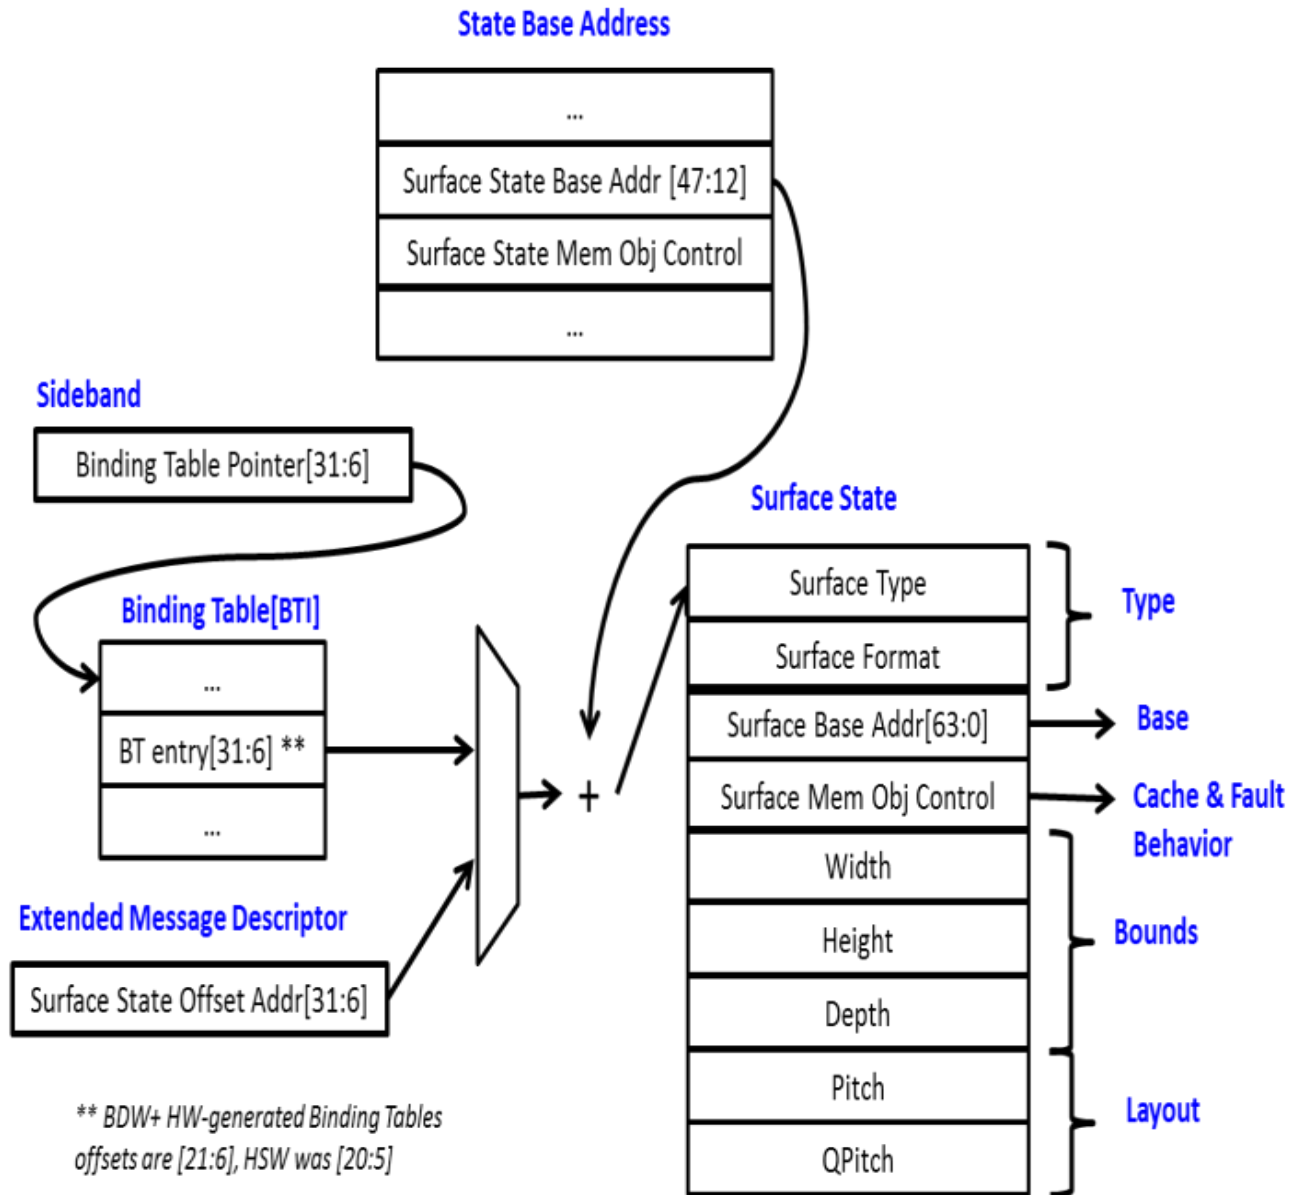 State Base Address
...
Surface State Base Addr [47:12]
Surface State Mem Obj Control
...
Sideband
Binding Table Pointer[31:6]
Binding Table[BTI]
...
BT entry[31:6] **
...
Extended Message Descriptor
Surface State Offset Addr[31:6]
** BDW+ HW-generated Binding Tables
offsets are [21:6], HSW was [20:5]
+
Surface State
Surface Type
Surface Format
Surface Base Addr[63:0]
Surface Mem Obj Control
Width
Height
Depth
Pitch
QPitch
Type
Base
Cache & Fault
Behavior
Bounds
Layout